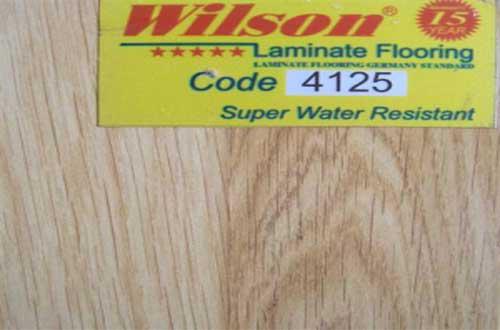 Wilson®
15
YEAR
★★★★★ Laminate Flooring
LAMINATE FLOORING GERMANY STANDARD
Code 4125
Super Water Resistant